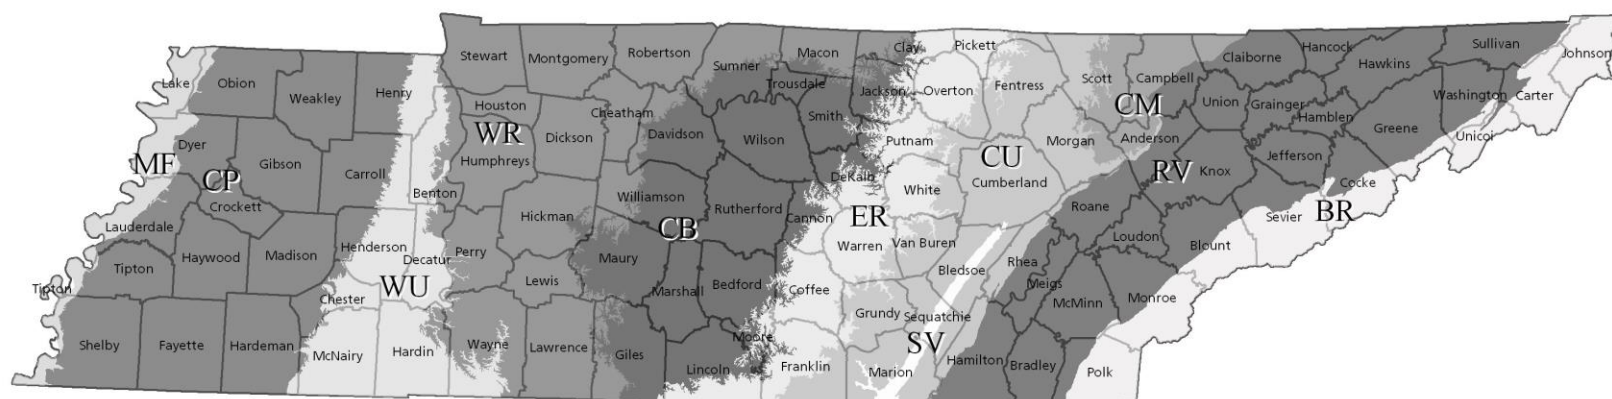 Stewart
Montgomery
Robertson
Sumner
Macon
Clay
Pickett
Claiborne
Hancock
Sullivan
Johnson
Lake
Obion
Weakley
Henry
Houston
Cheatham
Trousdale
Jackson
Overton
Fentress
Scott
Campbell
Union
Grainger
Hawkins
Hamblen
Washington
Carter
Unicoi
Greene
MF
Dyer
Gibson
Carroll
Benton
WR
Humphreys
Dickson
Davidson
Wilson
Smith
Putnam
CM
Morgan
Anderson
CP
Crockett
CU
Cumberland
RV
Knox
Jefferson
Cocke
Lauderdale
Henderson
Decatur
Perry
Hickman
Williamson
Rutherford
DeKalb
White
Cannon
ER
Warren
Van Buren
Roane
Loudon
Blount
Sevier
BR
Tipton
Haywood
Madison
Tipton
WU
Chester
Lewis
Maury
CB
Marshall
Bedford
Coffee
Bledsoe
Rhea
Meigs
McMinn
Monroe
Grundy
Sequatchie
Shelby
Fayette
Hardeman
McNairy
Hardin
Wayne
Lawrence
Giles
Lincoln
Moore
Franklin
Marion
SV
Hamilton
Bradley
Polk